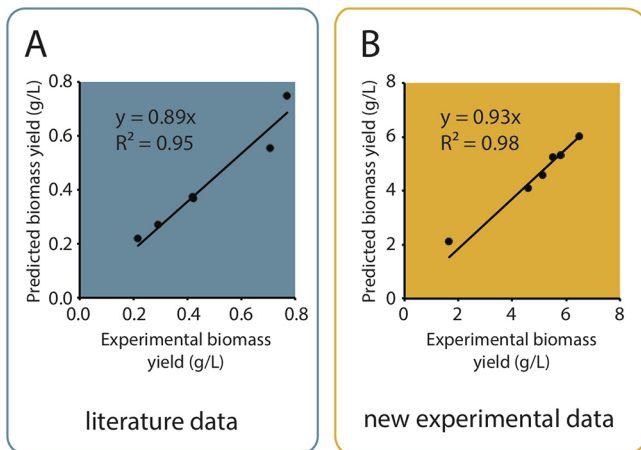 A
Predicted biomass yield (g/L)
0.8
0.6
0.4
0.2
0.0
y = 0.89x
R² = 0.95
0.0 0.2 0.4 0.6 0.8
Experimental biomass
yield (g/L)
literature data
B
Predicted biomass yield (g/L)
8
6
4
2
0
y = 0.93x
R² = 0.98
0 2 4 6 8
Experimental biomass
yield (g/L)
new experimental data